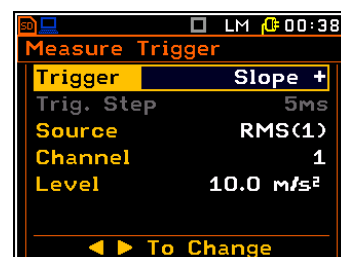 SD LM 00:38
Measure Trigger
Trigger Slope +
Trig. Step 5ms
Source RMS(1)
Channel 1
Level 10.0 m/s²
◀ ▶ To Change